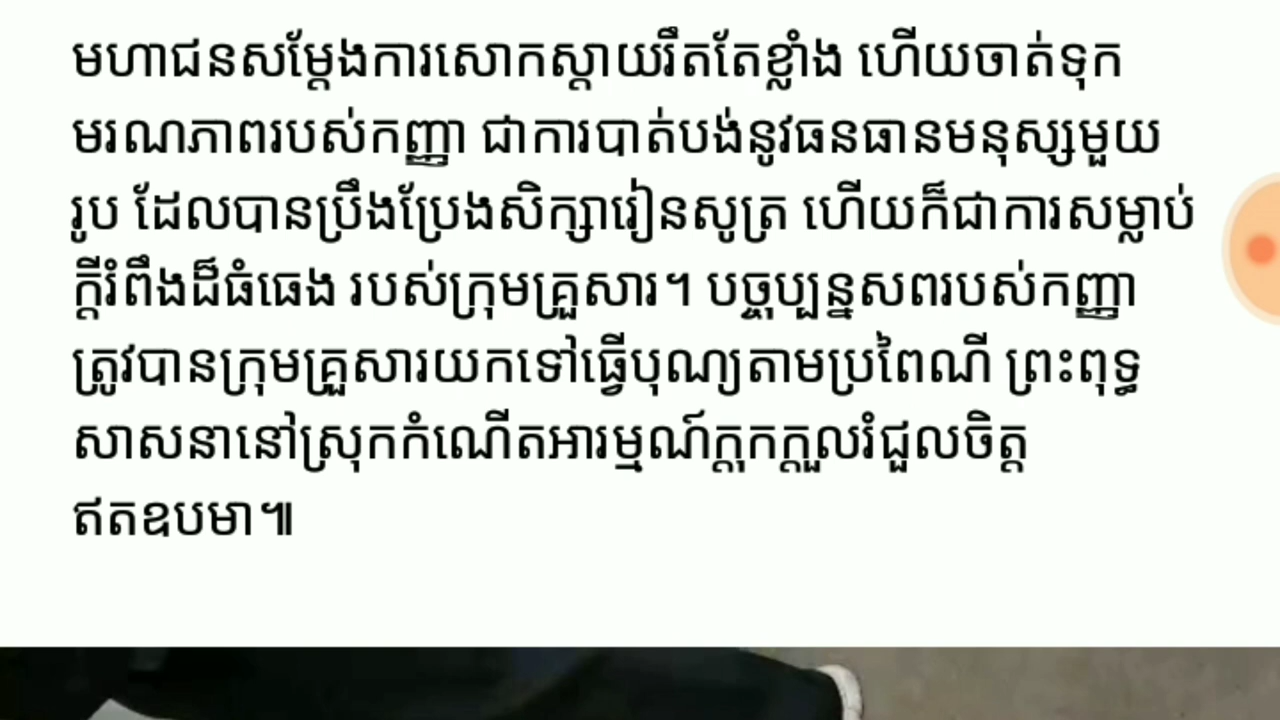 មហាជនសម្ដែងការសោកស្ដាយរឹតតែខ្លាំង ហើយចាត់ទុក
មរណភាពរបស់កញ្ញា ជាការបាត់បង់នូវធនធានមនុស្សមួយ
រូប ដែលបានប្រឹងប្រែងសិក្សារៀនសូត្រ ហើយក៏ជាការសម្លាប់
ក្ដីរំពឹងដ៏ធំធេង របស់ក្រុមគ្រួសារ។ បច្ចុប្បន្នសពរបស់កញ្ញា
ត្រូវបានក្រុមគ្រួសារយកទៅធ្វើបុណ្យតាមប្រពៃណី ព្រះពុទ្ធ
សាសនានៅស្រុកកំណើតអារម្មណ៍ក្ដុកក្ដួលរំជួលចិត្ត
ឥតឧបមា៕